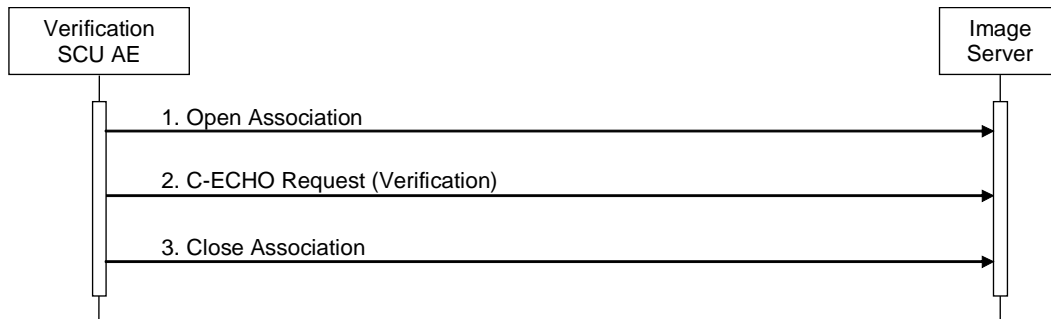 Verification
SCU AE
Image
Server
1. Open Association
2. C-ECHO Request (Verification)
3. Close Association